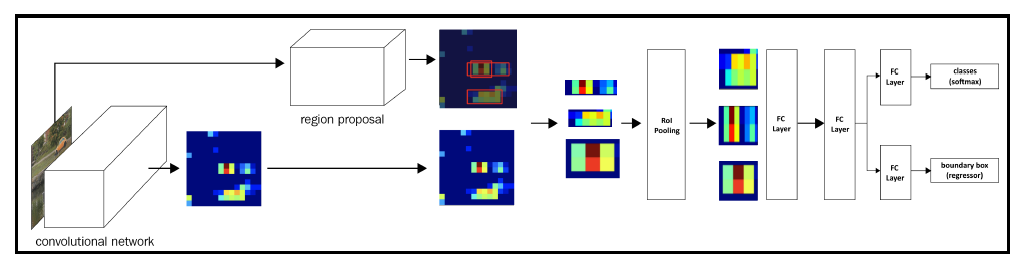 region proposal
convolutional network
RoI
Pooling
FC
Layer
FC
Layer
FC
Layer
classes
(softmax)
FC
Layer
boundary box
(regressor)